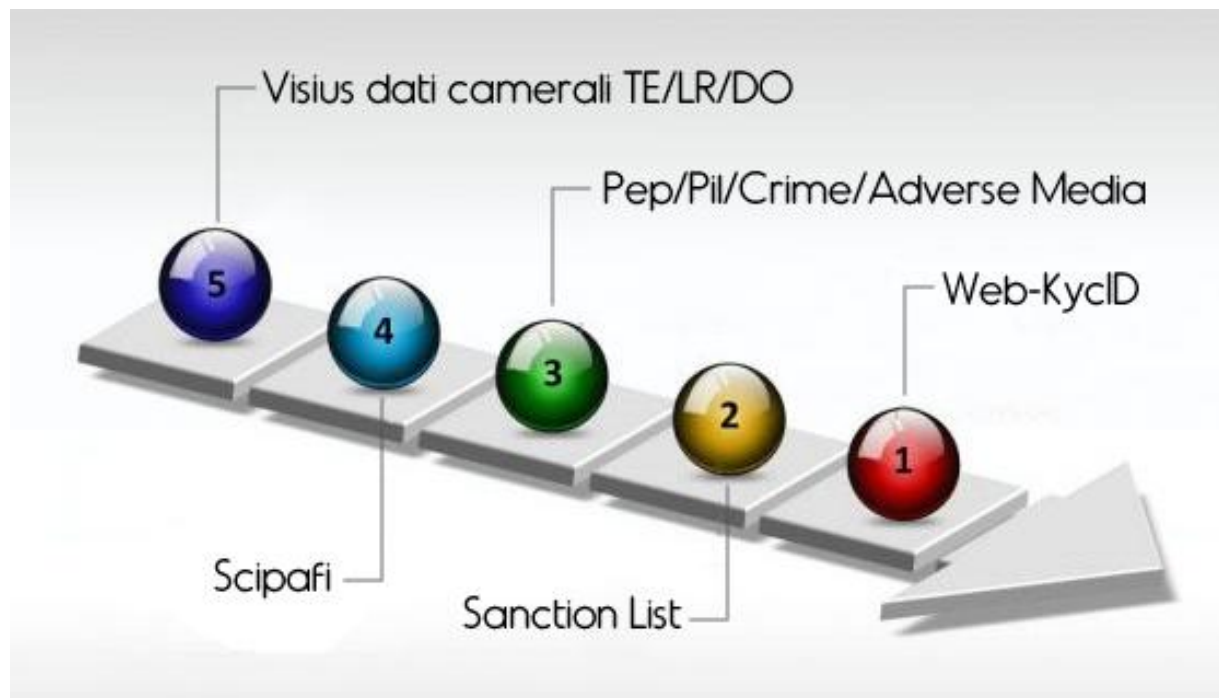 Visius dati camerali TE/LR/DO
Pep/Pil/Crime/Adverse Media
5
Web-KycID
4
3
2
1
Scipafi
Sanction List